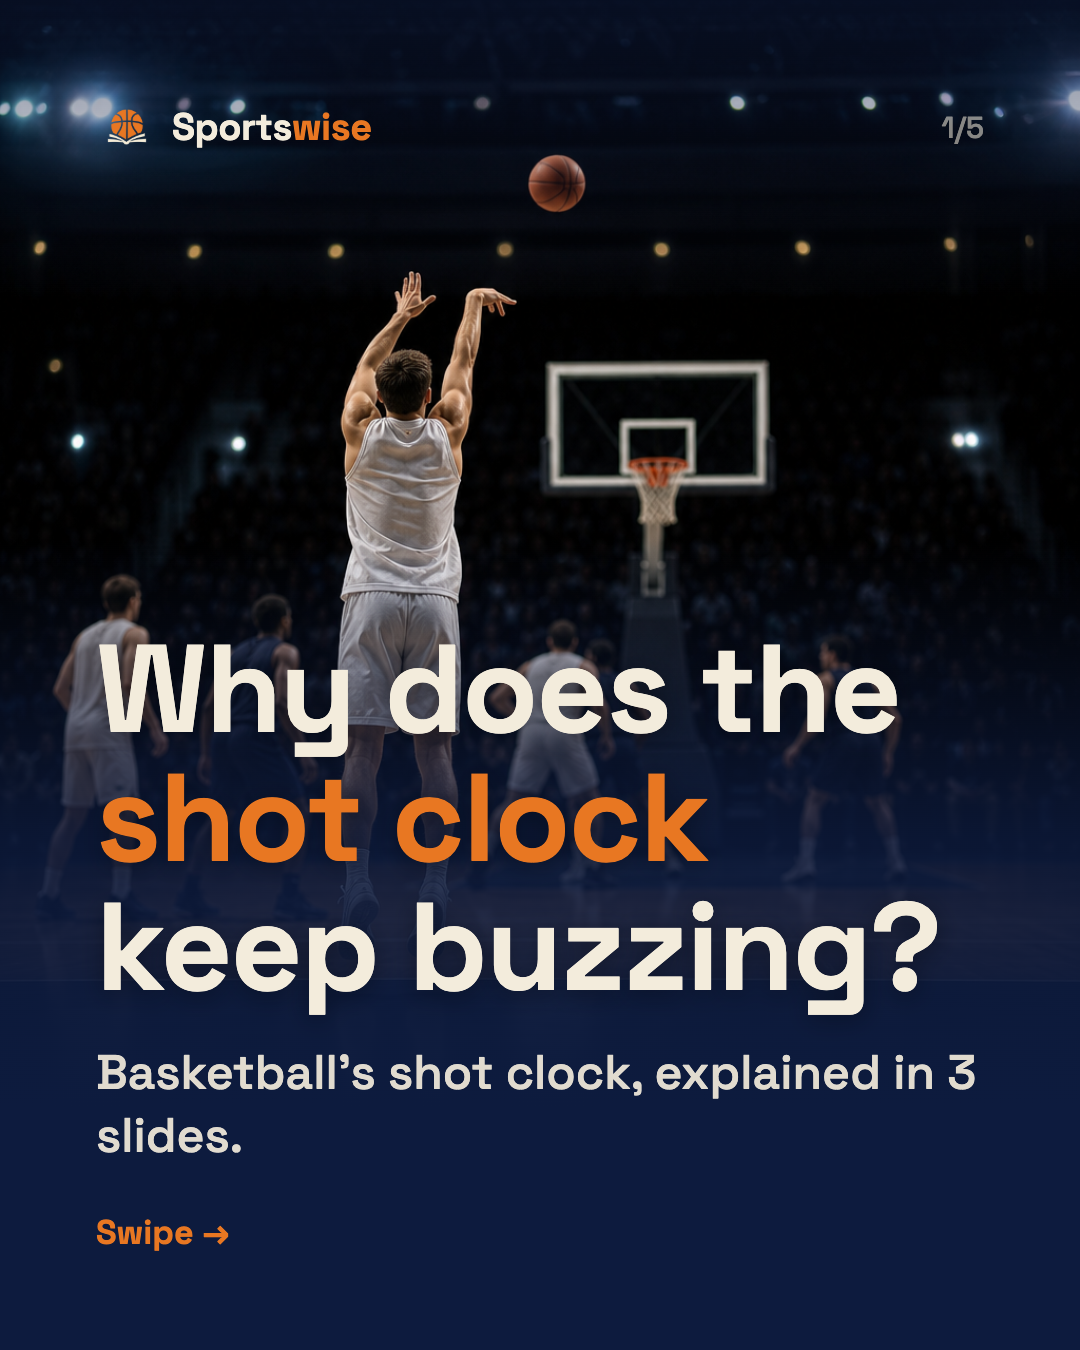 Sportswise
1/5
Why does the
shot clock
keep buzzing?
Basketball’s shot clock, explained in 3
slides.
Swipe →